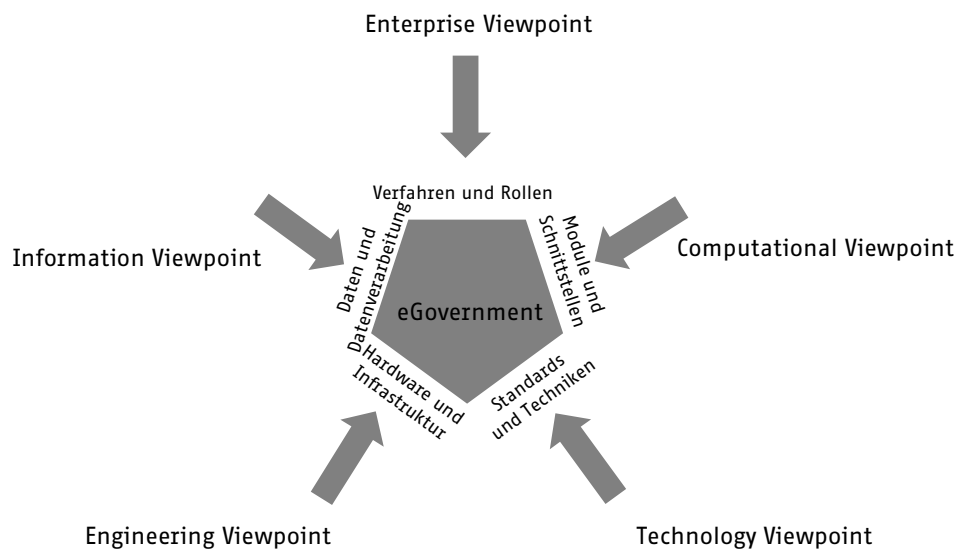 Enterprise Viewpoint
Verfahren und Rollen
Information Viewpoint
Daten und
Datenverarbeitung
eGovernment
Module und
Schnittstellen
Computational Viewpoint
Hardware und
Infrastruktur
Standards
und Techniken
Engineering Viewpoint
Technology Viewpoint